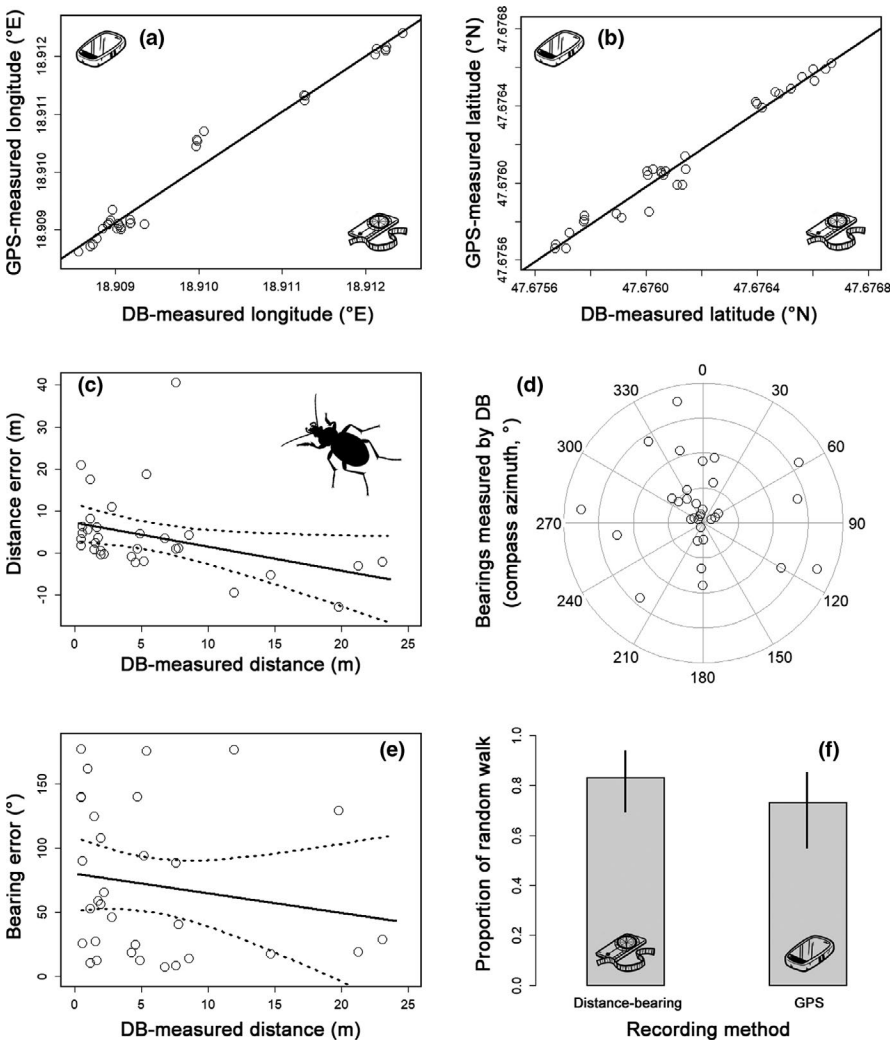 (a)
GPS-measured longitude (°E)
18.912
18.911
18.910
18.909
18.909 18.910 18.911 18.912
DB-measured longitude (°E)
(b)
GPS-measured latitude (°N)
47.6768
47.6764
47.6760
47.6756
47.6756 47.6760 47.6764 47.6768
DB-measured latitude (°N)
(c)
Distance error (m)
40
30
20
10
0
-10
0 5 10 15 20 25
DB-measured distance (m)
(d)
Bearings measured by DB
(compass azimuth, °)
0
30
60
90
120
150
180
210
240
270
300
330
(e)
Bearing error (°)
150
100
50
0
0 5 10 15 20 25
DB-measured distance (m)
(f)
Proportion of random walk
1.0
0.8
0.6
0.4
0.2
0.0
Distance-bearing GPS
Recording method